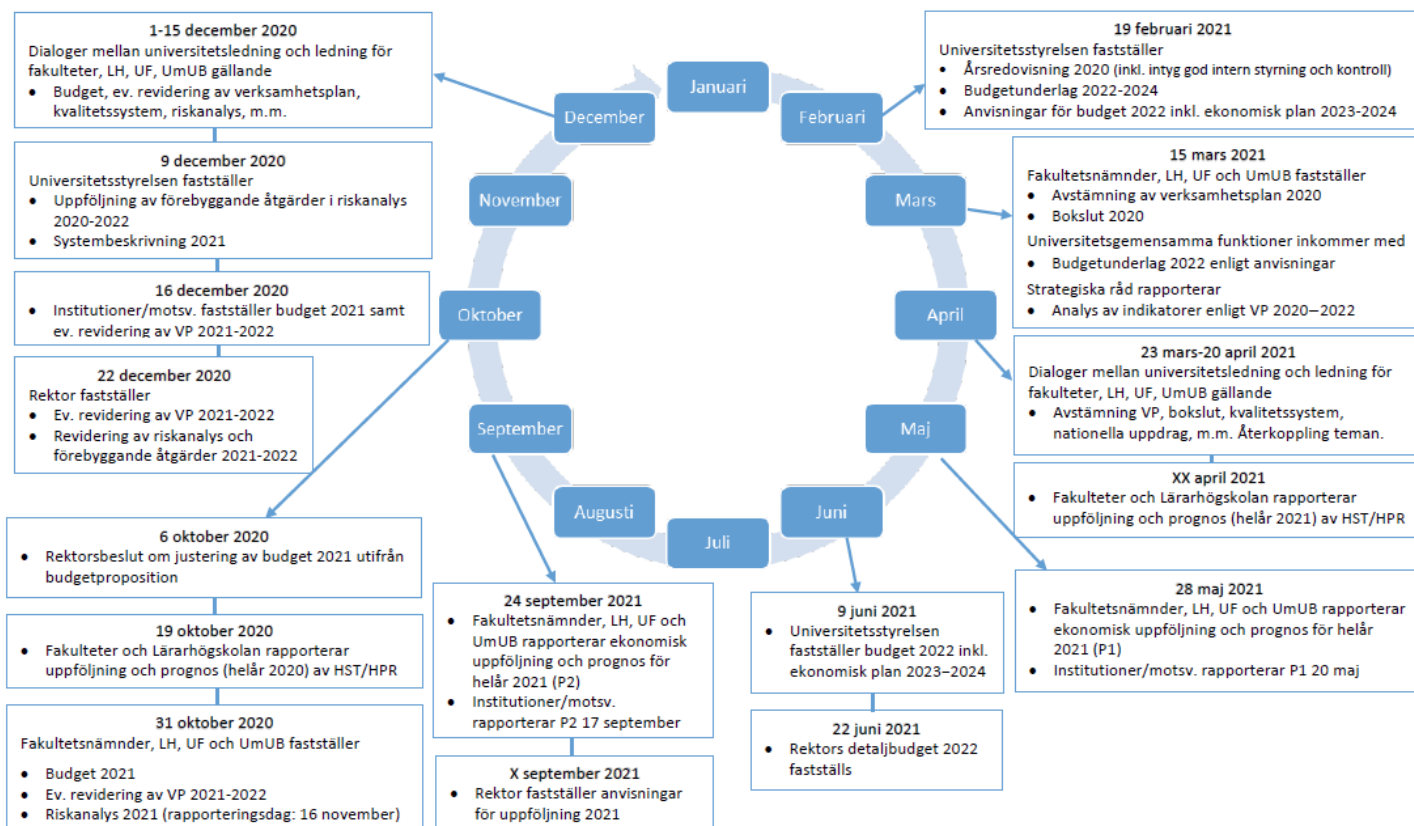 1-15 december 2020
Dialoger mellan universitetsledning och ledning för
fakulteter, LH, UF, UmUB gällande
• Budget, ev. revidering av verksamhetsplan,
kvalitetssystem, riskanalys, m.m.
9 december 2020
Universitetsstyrelsen fastställer
• Uppföljning av förebyggande åtgärder i riskanalys
2020-2022
• Systembeskrivning 2021
16 december 2020
• Institutioner/motsv. fastställer budget 2021 samt
ev. revidering av VP 2021-2022
22 december 2020
Rektor fastställer
• Ev. revidering av VP 2021-2022
• Revidering av riskanalys och
förebyggande åtgärder 2021-2022
6 oktober 2020
• Rektorsbeslut om justering av budget 2021 utifrån
budgetproposition
19 oktober 2020
• Fakulteter och Lärarhögskolan rapporterar
uppföljning och prognos (helår 2020) av HST/HPR
31 oktober 2020
Fakultetsnämnder, LH, UF och UmUB fastställer
• Budget 2021
• Ev. revidering av VP 2021-2022
• Riskanalys 2021 (rapporteringsdag: 16 november)
Januari
Februari
Mars
April
Maj
Juni
Juli
Augusti
September
Oktober
November
December
24 september 2021
• Fakultetsnämnder, LH, UF och
UmUB rapporterar ekonomisk
uppföljning och prognos för
helår 2021 (P2)
• Institutioner/motsv.
rapporterar P2 17 september
X september 2021
• Rektor fastställer anvisningar
för uppföljning 2021
9 juni 2021
• Universitetsstyrelsen
fastställer budget 2022 inkl.
ekonomisk plan 2023–2024
22 juni 2021
• Rektors detaljbudget 2022
fastställs
19 februari 2021
Universitetsstyrelsen fastställer
• Årsredovisning 2020 (inkl. intyg god intern styrning och kontroll)
• Budgetunderlag 2022-2024
• Anvisningar för budget 2022 inkl. ekonomisk plan 2023-2024
15 mars 2021
Fakultetsnämnder, LH, UF och UmUB fastställer
• Avstämning av verksamhetsplan 2020
• Bokslut 2020
Universitetsgemensamma funktioner inkommer med
• Budgetunderlag 2022 enligt anvisningar
Strategiska råd rapporterar
• Analys av indikatorer enligt VP 2020–2022
23 mars-20 april 2021
Dialoger mellan universitetsledning och ledning för
fakulteter, LH, UF, UmUB gällande
• Avstämning VP, bokslut, kvalitetssystem,
nationella uppdrag, m.m. Återkoppling teman.
XX april 2021
• Fakulteter och Lärarhögskolan rapporterar
uppföljning och prognos (helår 2021) av HST/HPR
28 maj 2021
• Fakultetsnämnder, LH, UF och UmUB rapporterar
ekonomisk uppföljning och prognos för helår
2021 (P1)
• Institutioner/motsv. rapporterar P1 20 maj